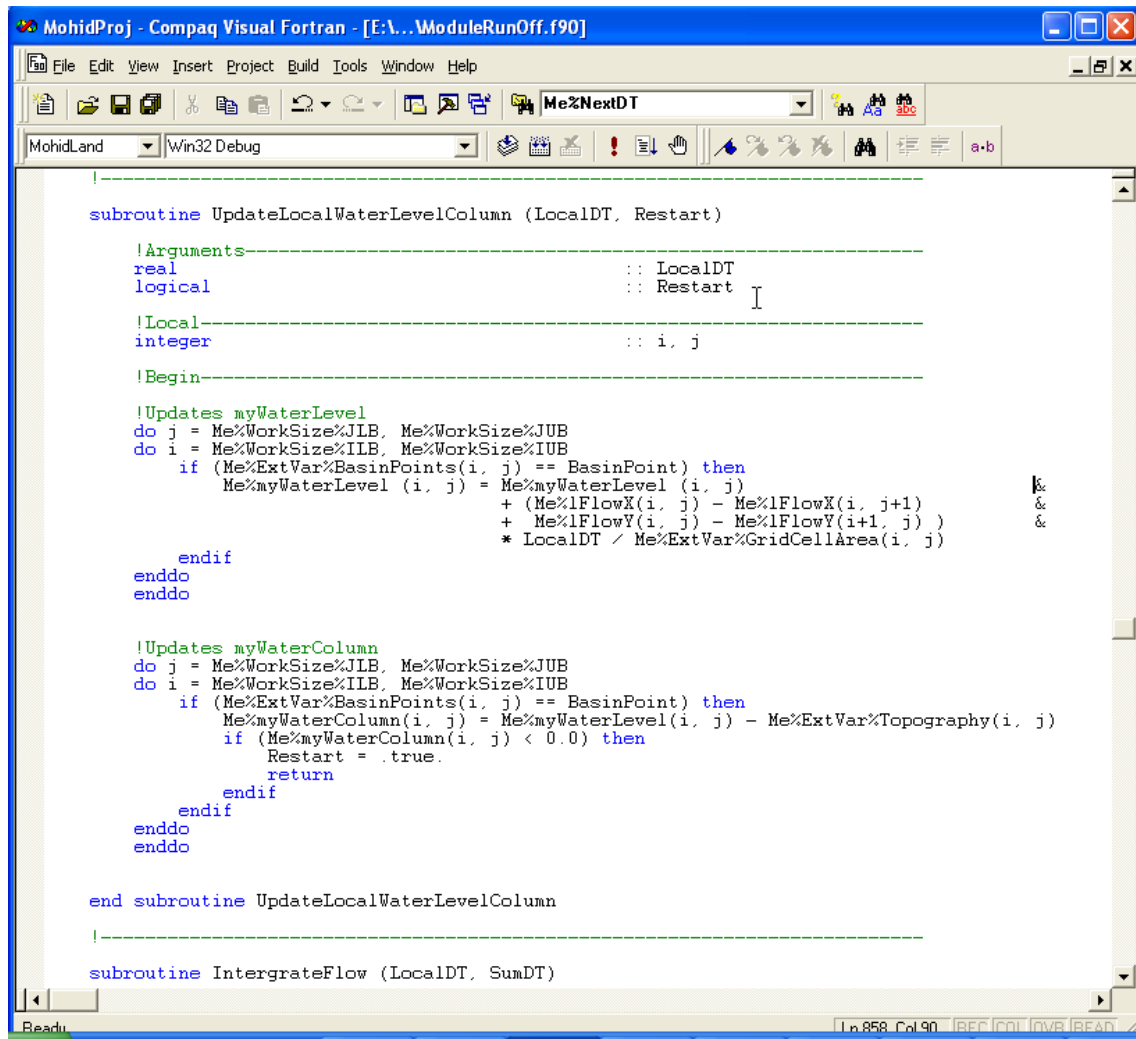 MohidProj - Compaq Visual Fortran - [E:\...\ModuleRunOff.f90]
File Edit View Insert Project Build Tools Window Help
Me%NextDT
MohidLand Win32 Debug
!--------------------------------------------------------------------------
subroutine UpdateLocalWaterLevelColumn (LocalDT, Restart)
!Arguments-------------------------------------------------------------
real :: LocalDT
logical :: Restart
!Local-----------------------------------------------------------------
integer :: i, j
!Begin-----------------------------------------------------------------
!Updates myWaterLevel
do j = Me%WorkSize%JLB, Me%WorkSize%JUB
do i = Me%WorkSize%ILB, Me%WorkSize%IUB
if (Me%ExtVar%BasinPoints(i, j) == BasinPoint) then
Me%myWaterLevel (i, j) = Me%myWaterLevel (i, j) &
+ (Me%lFlowX(i, j) - Me%lFlowX(i, j+1) &
+ Me%lFlowY(i, j) - Me%lFlowY(i+1, j) ) &
* LocalDT / Me%ExtVar%GridCellArea(i, j)
endif
enddo
enddo
!Updates myWaterColumn
do j = Me%WorkSize%JLB, Me%WorkSize%JUB
do i = Me%WorkSize%ILB, Me%WorkSize%IUB
if (Me%ExtVar%BasinPoints(i, j) == BasinPoint) then
Me%myWaterColumn(i, j) = Me%myWaterLevel(i, j) - Me%ExtVar%Topography(i, j)
if (Me%myWaterColumn(i, j) < 0.0) then
Restart = .true.
return
endif
endif
enddo
enddo
end subroutine UpdateLocalWaterLevelColumn
!--------------------------------------------------------------------------
subroutine IntergrateFlow (LocalDT, SumDT)
Ready Ln 858, Col 90 REC COL OVR READ